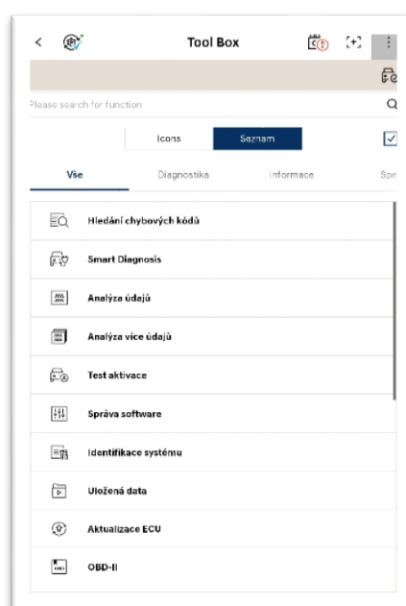 Tool Box
Please search for function
Icons
Seznam
Vše
Diagnostika
Informace
Spe
Hledání chybových kódů
Smart Diagnosis
Analýza údajů
Analýza více údajů
Test aktivace
Správa software
Identifikace systému
Uložená data
Aktualizace ECU
OBD-II